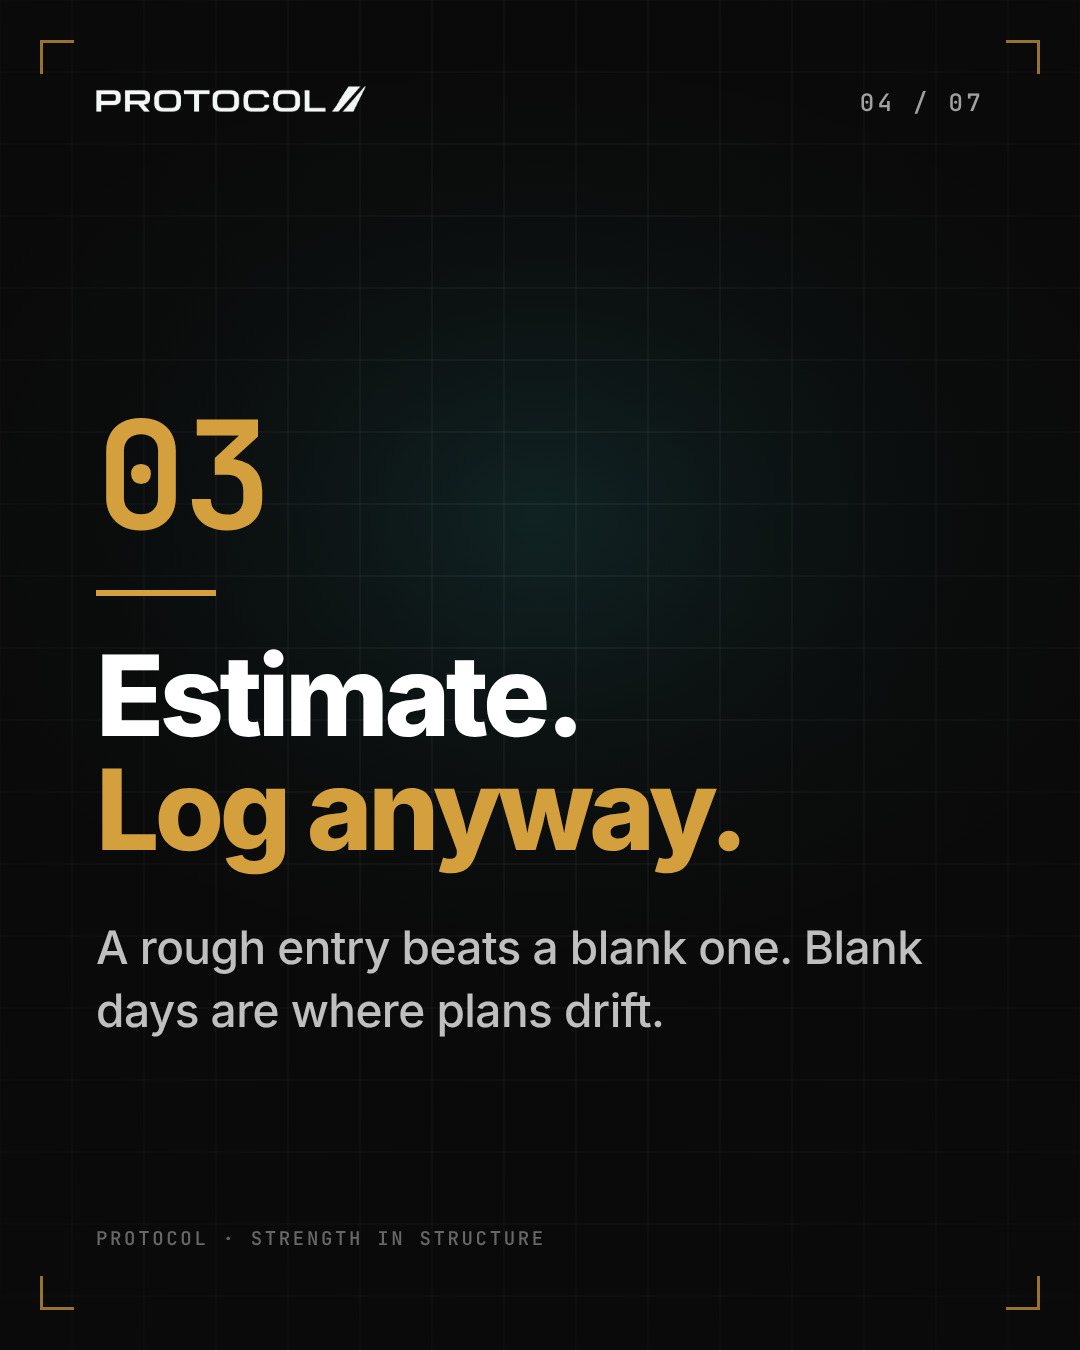 PROTOCOL
04 / 07
03
Estimate.
Log anyway.
A rough entry beats a blank one. Blank
days are where plans drift.
PROTOCOL · STRENGTH IN STRUCTURE